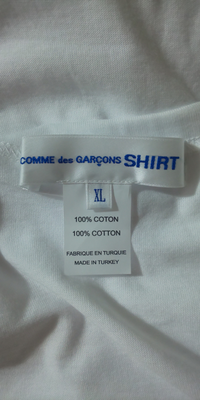 COMME des GARÇONS SHIRT
XL
100% COTON
100% COTTON
FABRIQUE EN TURQUIE
MADE IN TURKEY